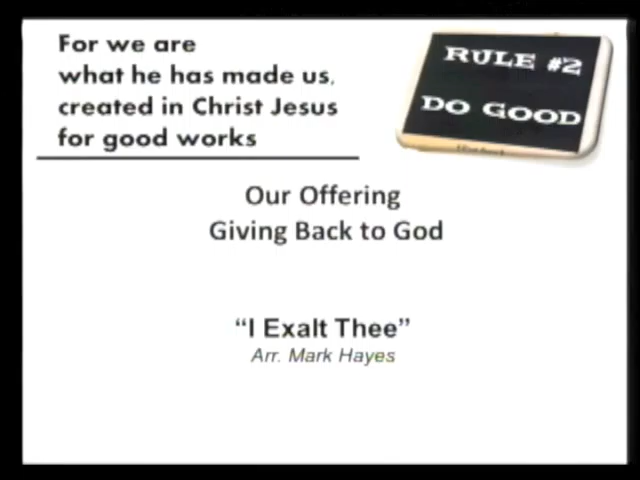 For we are
what he has made us,
created in Christ Jesus
for good works
RULE #2
DO GOOD
Our Offering
Giving Back to God
“I Exalt Thee”
Arr. Mark Hayes